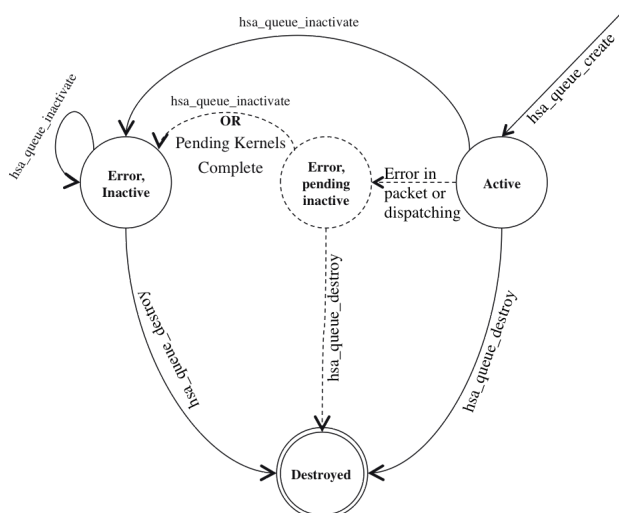 hsa_queue_inactivate
hsa_queue_create
hsa_queue_inactivate
hsa_queue_inactivate
OR
Pending Kernels
Complete
Error,
Inactive
Error,
pending
inactive
Error in
packet or
dispatching
Active
hsa_queue_destroy
hsa_queue_destroy
hsa_queue_destroy
Destroyed